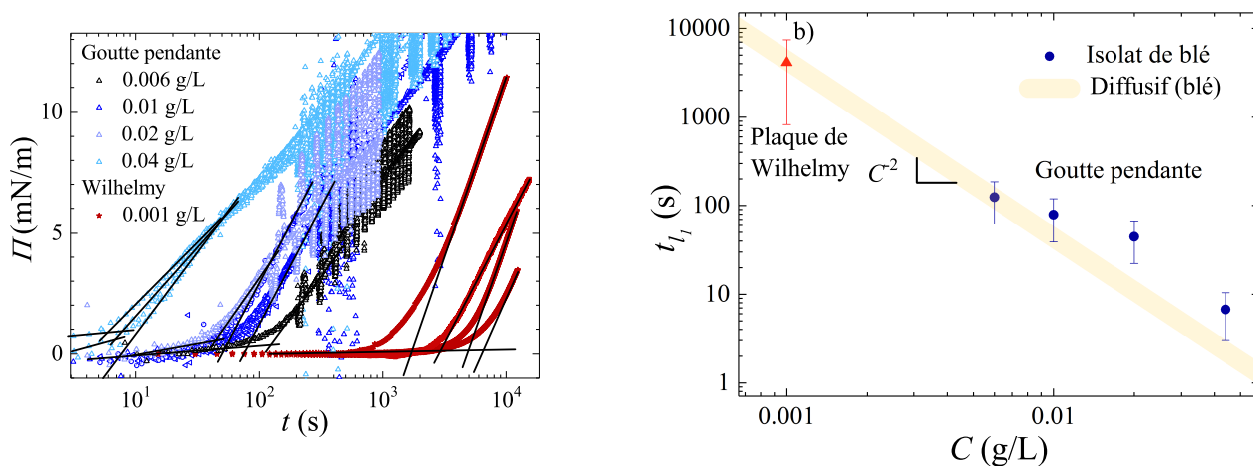 Goutte pendante
0.006 g/L
0.01 g/L
0.02 g/L
0.04 g/L
Wilhelmy
0.001 g/L
Π (mN/m)
10
5
0
10¹
10²
10³
10⁴
t (s)
b)
Isolat de blé
Diffusif (blé)
Plaque de
Wilhelmy
C⁻²
Goutte pendante
t_{l_1} (s)
10000
1000
100
10
1
0.001
0.01
C (g/L)